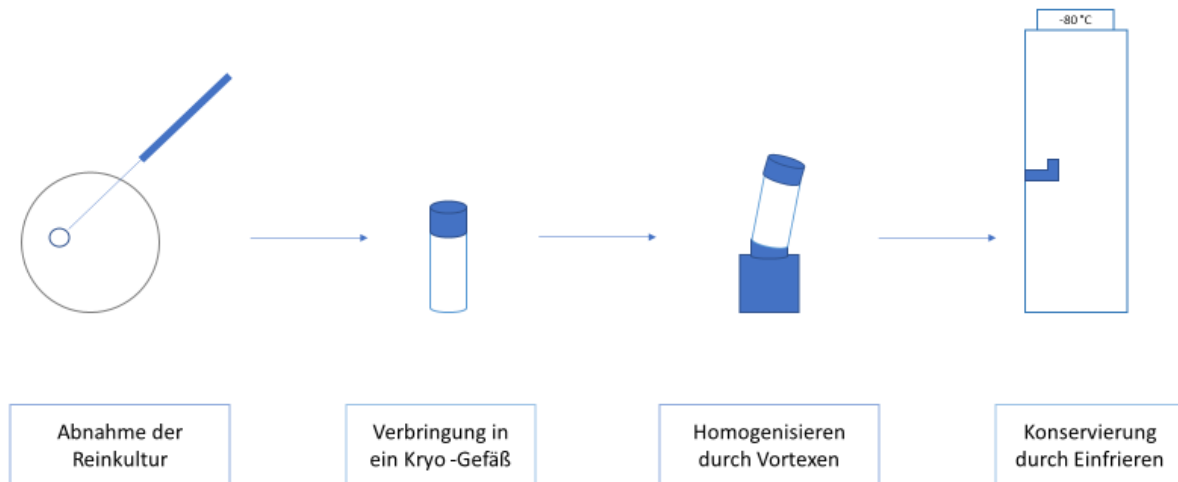 -80 °C
Abnahme der
Reinkultur
Verbringung in
ein Kryo -Gefäß
Homogenisieren
durch Vortexen
Konservierung
durch Einfrieren